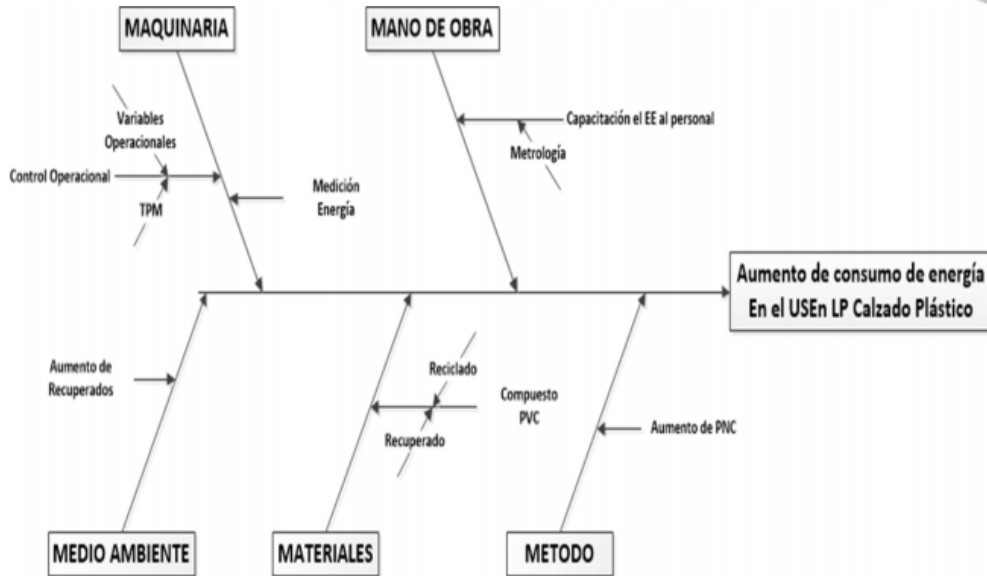 MAQUINARIA
MANO DE OBRA
Variables
Operacionales
Control Operacional
TPM
Medición
Energía
Capacitación el EE al personal
Metrología
Aumento de consumo de energía
En el USEn LP Calzado Plástico
Aumento de
Recuperados
Reciclado
Compuesto
PVC
Recuperado
Aumento de PNC
MEDIO AMBIENTE
MATERIALES
METODO